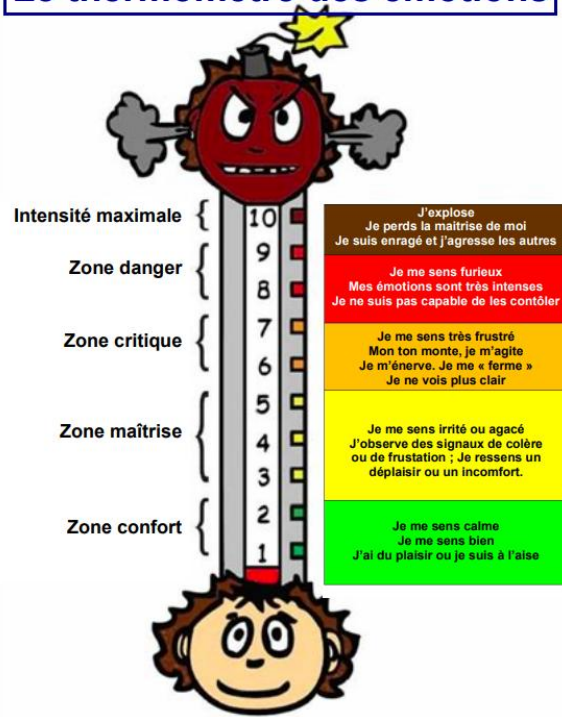 Le thermomètre des émotions
Intensité maximale
10
J'explose
Je perds la maitrise de moi
Je suis enragé et j'agresse les autres
Zone danger
9
8
Je me sens furieux
Mes émotions sont très intenses
Je ne suis pas capable de les contôler
Zone critique
7
6
Je me sens très frustré
Mon ton monte, je m'agite
Je m'énerve. Je me « ferme »
Je ne vois plus clair
Zone maîtrise
5
4
3
Je me sens irrité ou agacé
J'observe des signaux de colère
ou de frustation ; Je ressens un
déplaisir ou un incomfort.
Zone confort
2
1
Je me sens calme
Je me sens bien
J'ai du plaisir ou je suis à l'aise